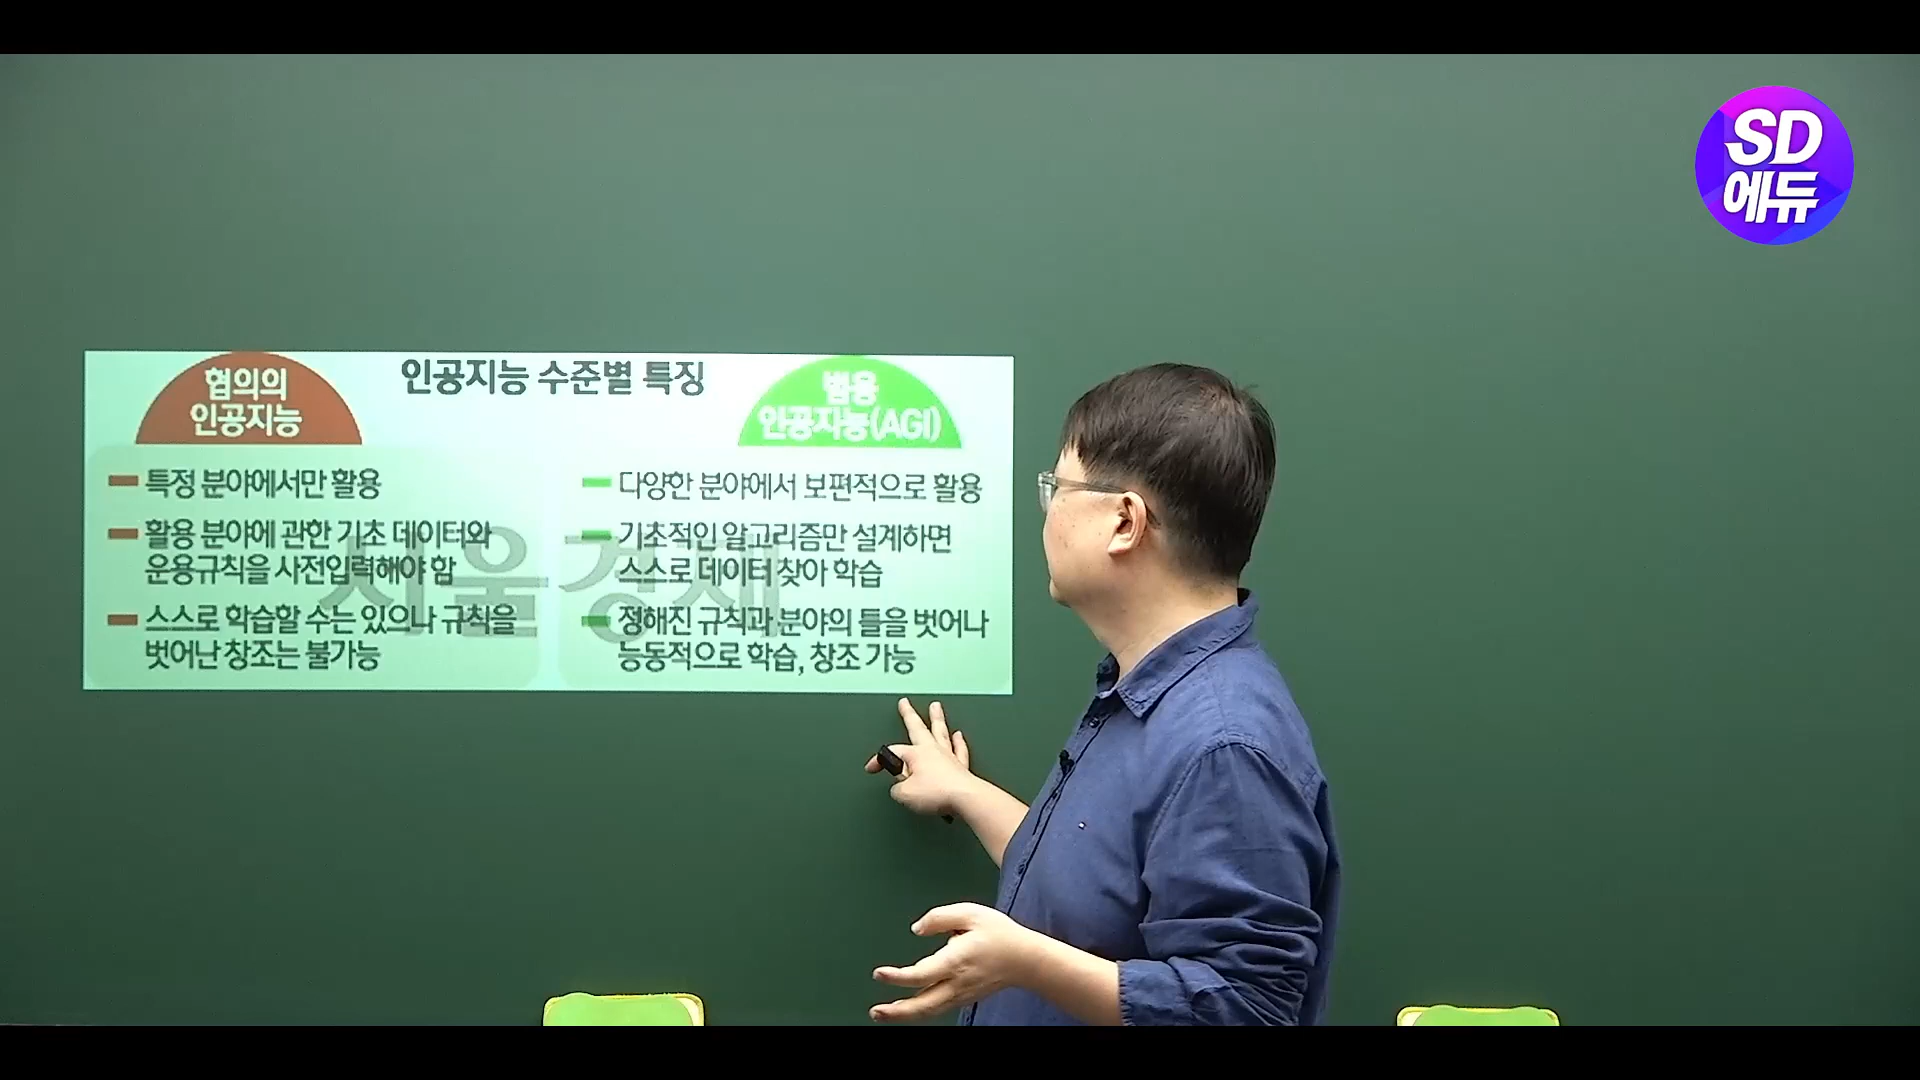 SD
에듀
인공지능 수준별 특징
협의의
인공지능
특정 분야에서만 활용
활용 분야에 관한 기초 데이터와
운용규칙을 사전입력해야 함
스스로 학습할 수는 있으나 규칙을
벗어난 창조는 불가능
범용
인공지능(AGI)
다양한 분야에서 보편적으로 활용
기초적인 알고리즘만 설계하면
스스로 데이터 찾아 학습
정해진 규칙과 분야의 틀을 벗어나
능동적으로 학습, 창조 가능
서울경제